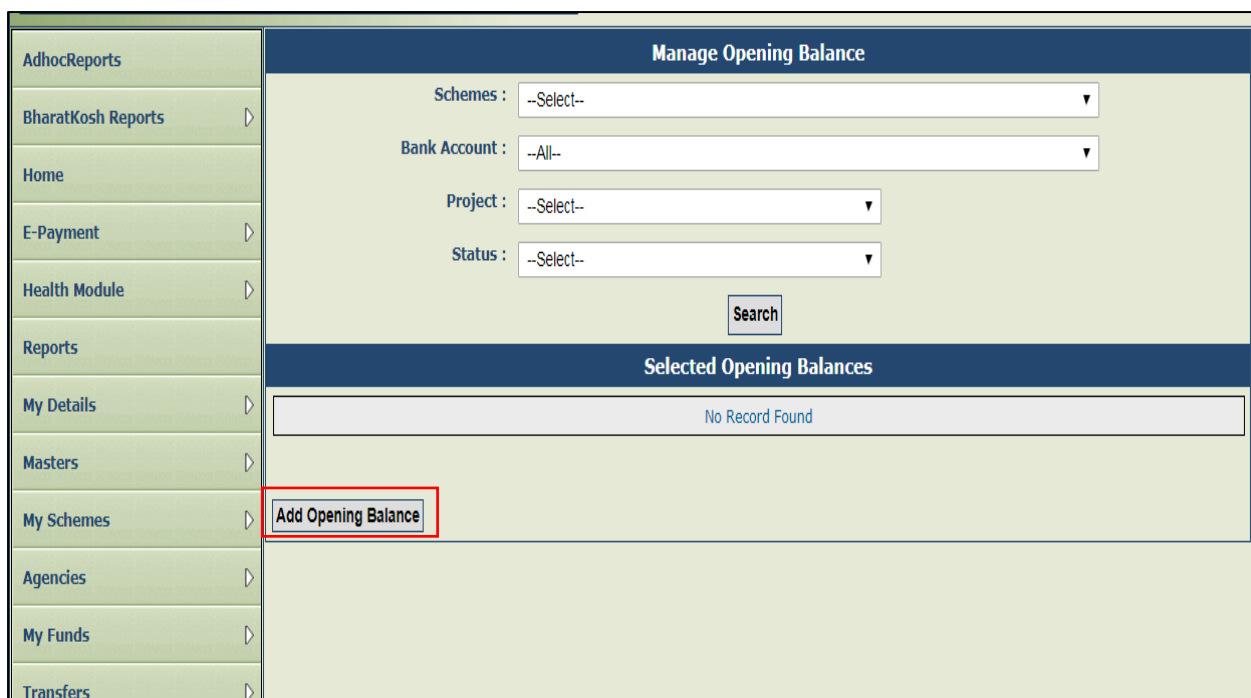 AdhocReports
BharatKosh Reports
Home
E-Payment
Health Module
Reports
My Details
Masters
My Schemes
Agencies
My Funds
Transfers
Manage Opening Balance
Schemes : --Select--
Bank Account : --All--
Project : --Select--
Status : --Select--
Search
Selected Opening Balances
No Record Found
Add Opening Balance